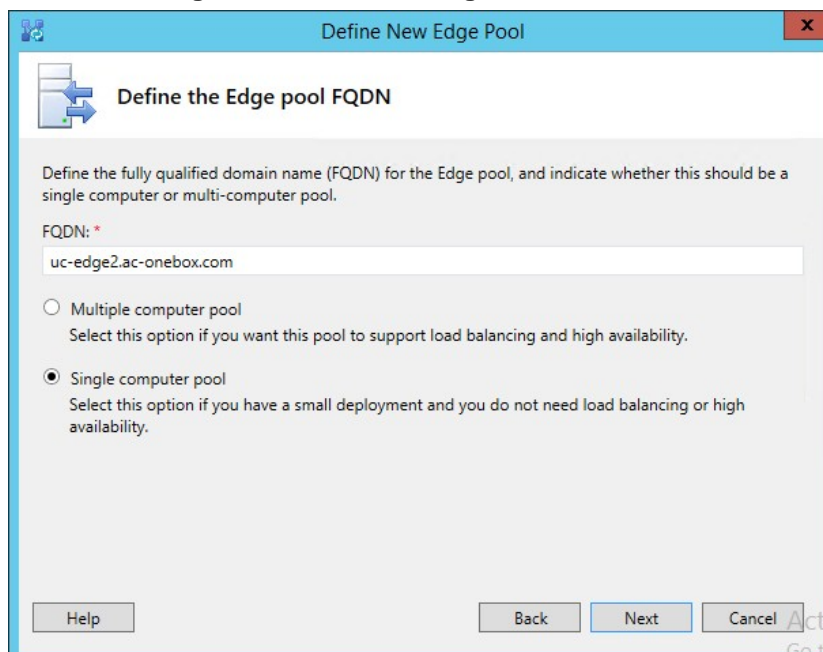 Define New Edge Pool
x
Define the Edge pool FQDN
Define the fully qualified domain name (FQDN) for the Edge pool, and indicate whether this should be a
single computer or multi-computer pool.
FQDN: *
uc-edge2.ac-onebox.com
Multiple computer pool
Select this option if you want this pool to support load balancing and high availability.
Single computer pool
Select this option if you have a small deployment and you do not need load balancing or high
availability.
Help
Back
Next
Cancel